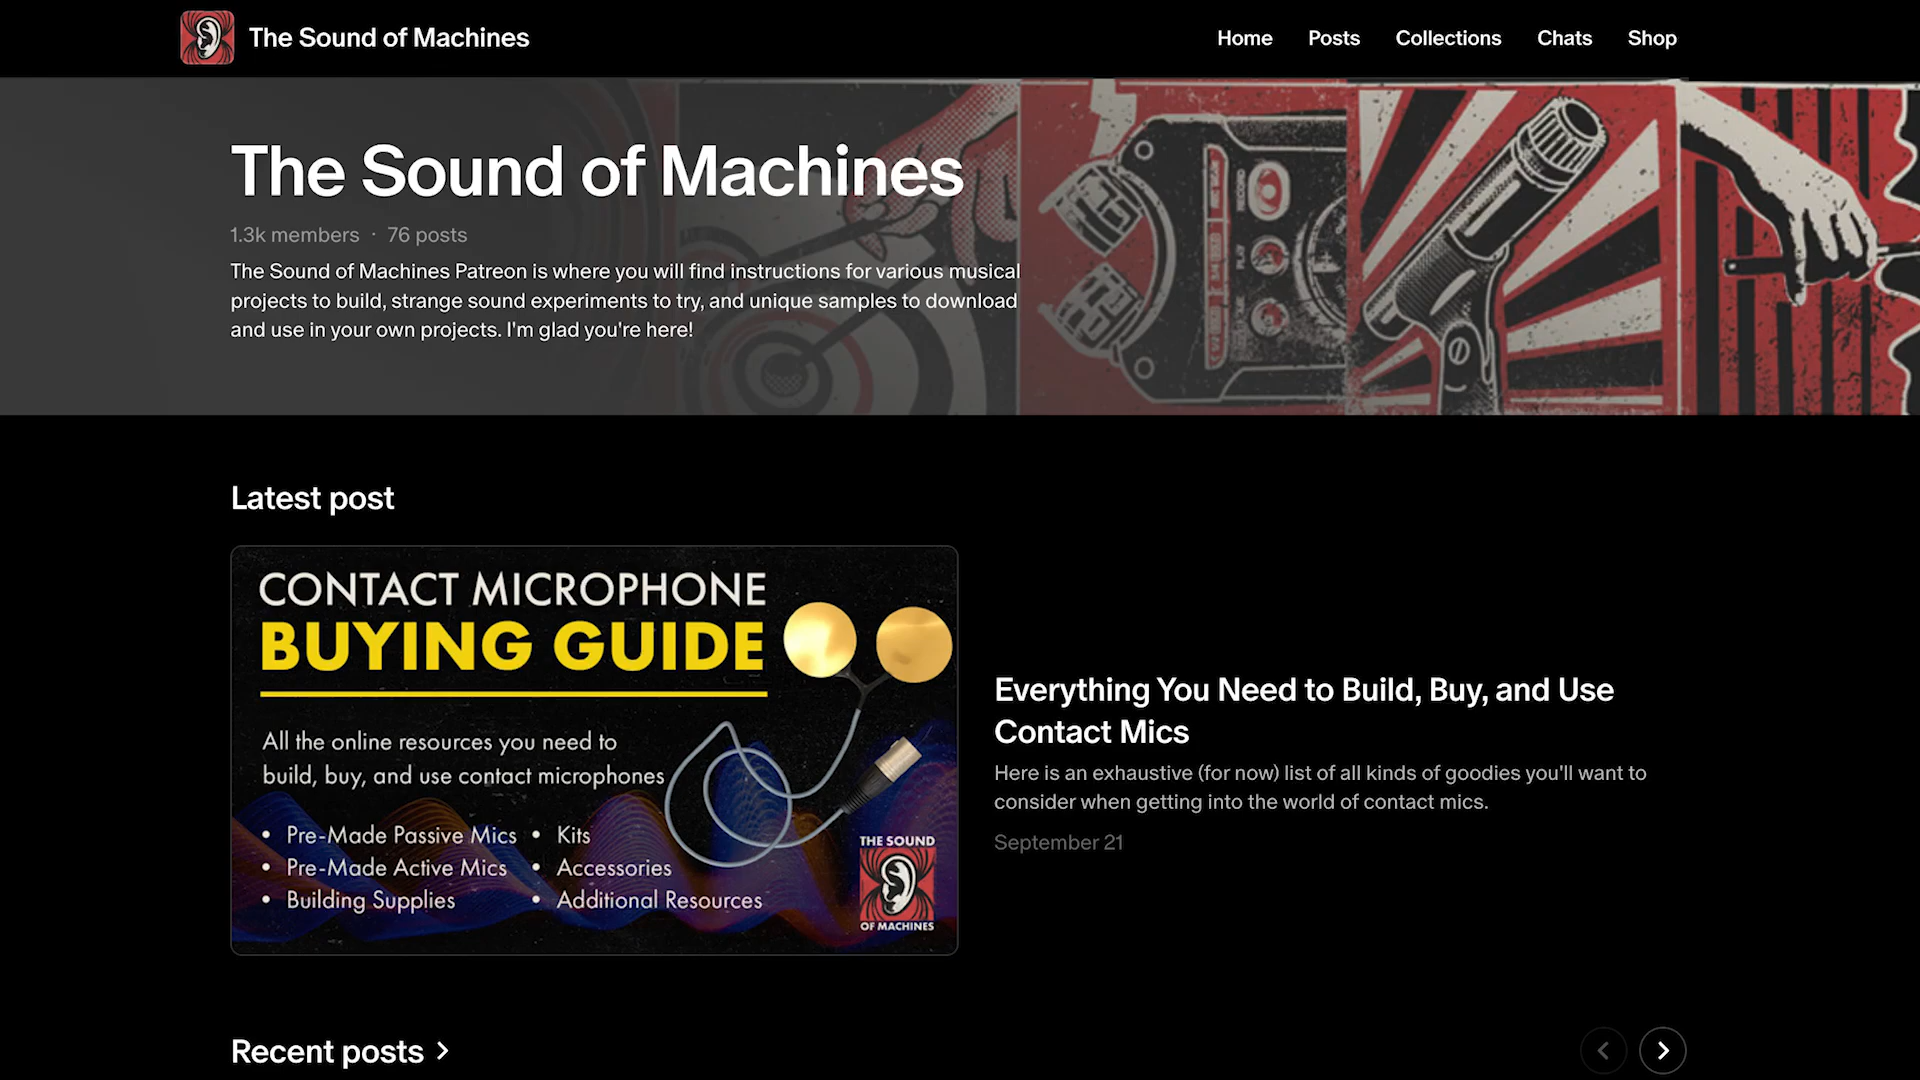 The Sound of Machines
Home Posts Collections Chats Shop
The Sound of Machines
1.3k members · 76 posts
The Sound of Machines Patreon is where you will find instructions for various musical
projects to build, strange sound experiments to try, and unique samples to download
and use in your own projects. I'm glad you're here!
Latest post
CONTACT MICROPHONE
BUYING GUIDE
All the online resources you need to
build, buy, and use contact microphones
• Pre-Made Passive Mics
• Pre-Made Active Mics
• Building Supplies
• Kits
• Accessories
• Additional Resources
THE SOUND
OF MACHINES
Everything You Need to Build, Buy, and Use
Contact Mics
Here is an exhaustive (for now) list of all kinds of goodies you'll want to
consider when getting into the world of contact mics.
September 21
Recent posts